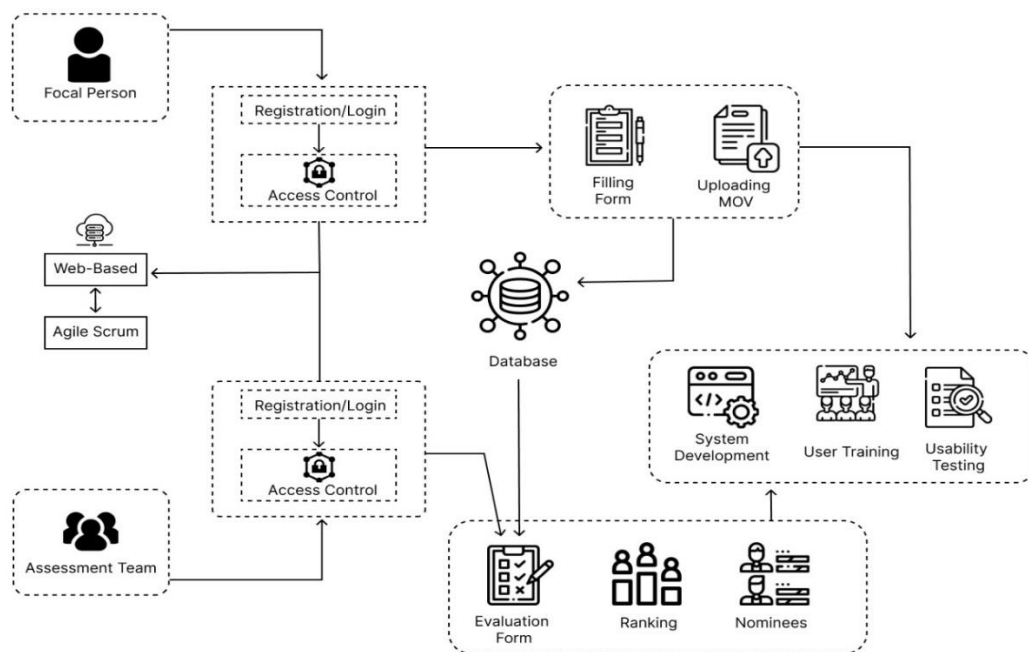 Focal Person
Registration/Login
Access Control
Filling
Form
Uploading
MOV
Web-Based
Agile Scrum
Database
Registration/Login
Access Control
Assessment Team
System
Development
User Training
Usability
Testing
Evaluation
Form
Ranking
Nominees